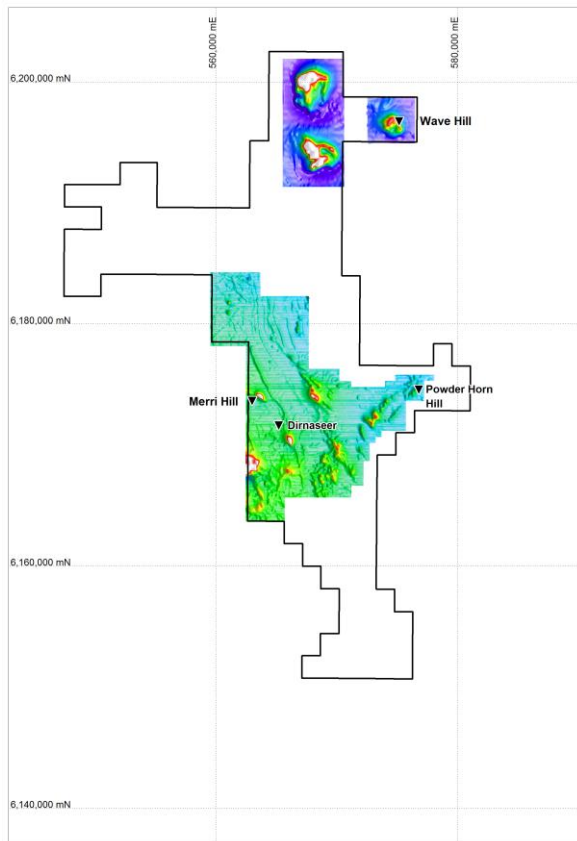 560,000 mE
580,000 mE
6,200,000 mN
Wave Hill
6,180,000 mN
Powder Horn
Hill
Merri Hill
Dirnaseer
6,160,000 mN
6,140,000 mN